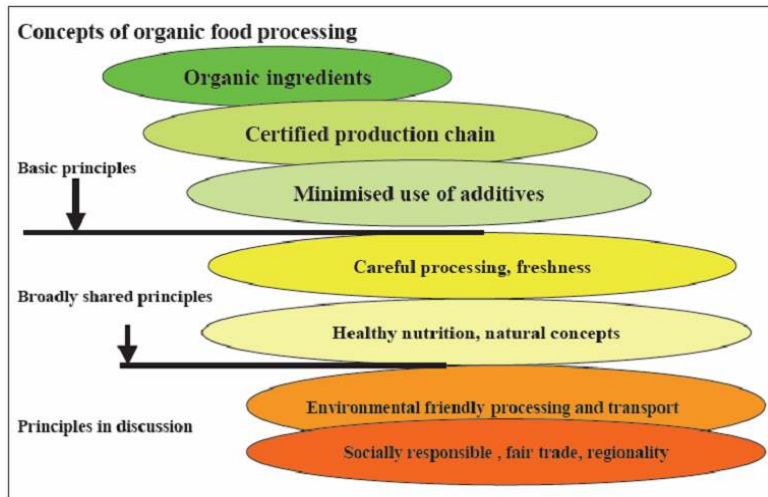 Concepts of organic food processing
Organic ingredients
Certified production chain
Basic principles
Minimised use of additives
Careful processing, freshness
Broadly shared principles
Healthy nutrition, natural concepts
Environmental friendly processing and transport
Principles in discussion
Socially responsible , fair trade, regionality